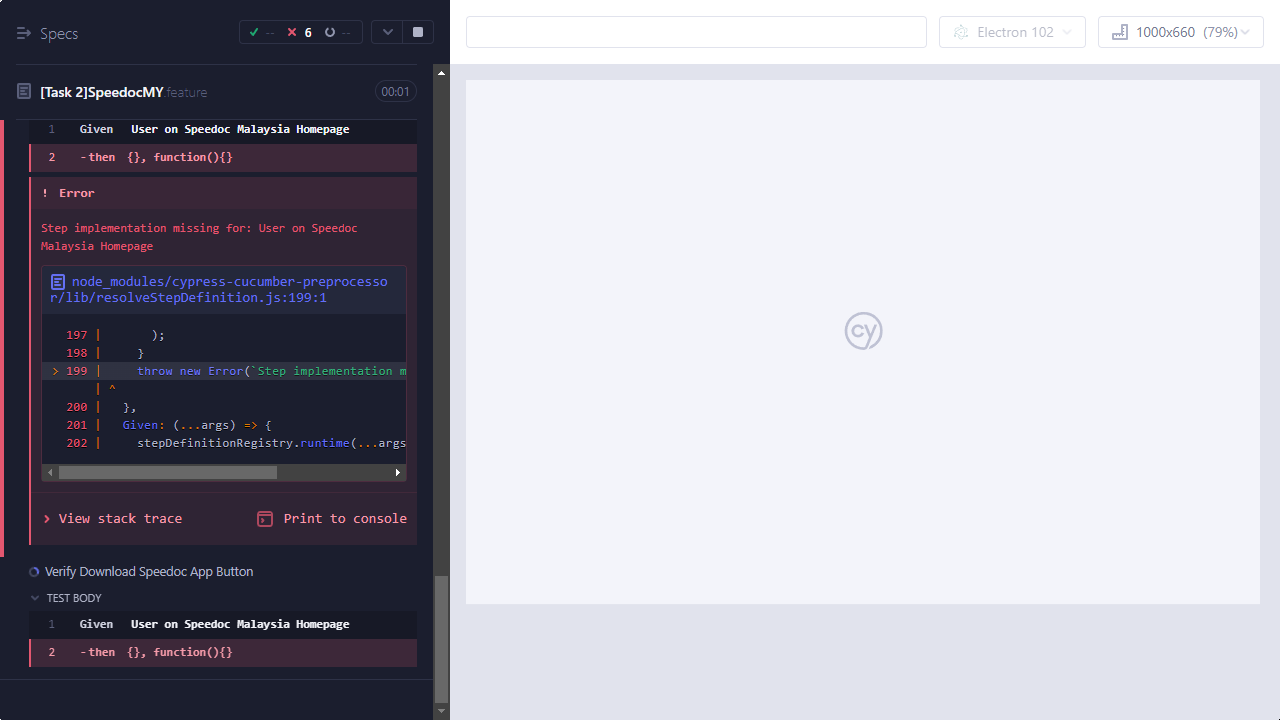 Specs
-- 6 --
Electron 102
1000x660 (79%)
[Task 2]SpeedocMY.feature
00:01
1 Given User on Speedoc Malaysia Homepage
2 -then {}, function(){}
! Error
Step implementation missing for: User on Speedoc
Malaysia Homepage
node_modules/cypress-cucumber-preprocesso
r/lib/resolveStepDefinition.js:199:1
197 | );
198 | }
> 199 | throw new Error(`Step implementation m
| ^
200 | },
201 | Given: (...args) => {
202 | stepDefinitionRegistry.runtime(...args
View stack trace
Print to console
cy
Verify Download Speedoc App Button
TEST BODY
1 Given User on Speedoc Malaysia Homepage
2 -then {}, function(){}